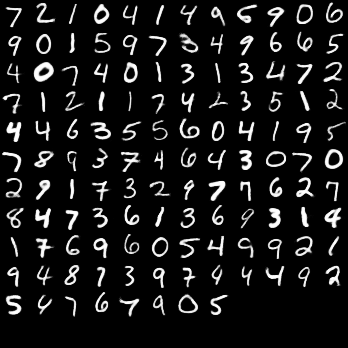 7 2 1 0 4 1 4 9 5 9 0 6
9 0 1 5 9 7 3 4 9 6 6 5
4 0 7 4 0 1 3 1 3 4 7 2
7 1 2 1 1 7 4 2 3 5 1 2
4 4 6 3 5 5 6 0 4 1 9 5
7 8 9 3 7 4 6 4 3 0 7 0
2 9 1 7 3 2 9 7 7 6 2 7
8 4 7 3 6 1 3 6 9 3 1 4
1 7 6 9 6 0 5 4 9 9 2 1
9 4 8 7 3 9 7 4 4 4 9 2
5 4 7 6 7 9 0 5